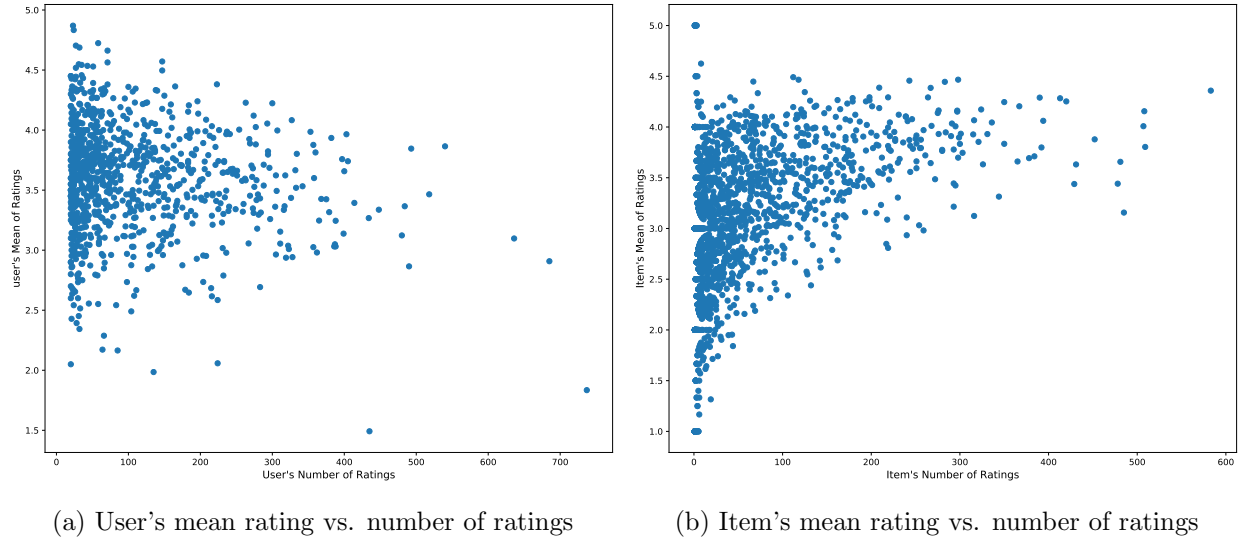 5.0
4.5
4.0
3.5
3.0
2.5
2.0
1.5
user's Mean of Ratings
0 100 200 300 400 500 600 700
User's Number of Ratings
(a) User's mean rating vs. number of ratings
5.0
4.5
4.0
3.5
3.0
2.5
2.0
1.5
1.0
Item's Mean of Ratings
0 100 200 300 400 500 600
Item's Number of Ratings
(b) Item's mean rating vs. number of ratings